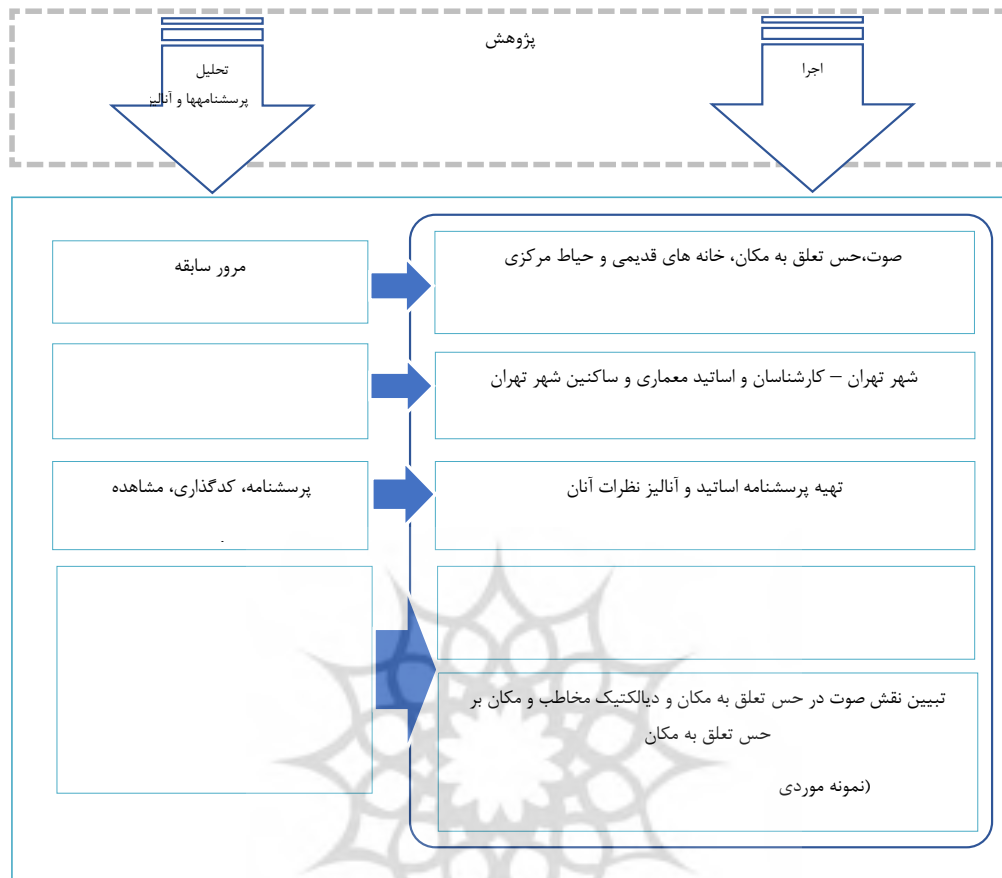 پژوهش
اجرا
تحلیل
پرسشنامهها و آنالیز
صوت،حس تعلق به مکان، خانه های قدیمی و حیاط مرکزی
مرور سابقه
شهر تهران – کارشناسان و اساتید معماری و ساکنین شهر تهران
تهیه پرسشنامه اساتید و آنالیز نظرات آنان
پرسشنامه، کدگذاری، مشاهده
.
تبیین نقش صوت در حس تعلق به مکان و دیالکتیک مخاطب و مکان بر
حس تعلق به مکان
(نمونه موردی